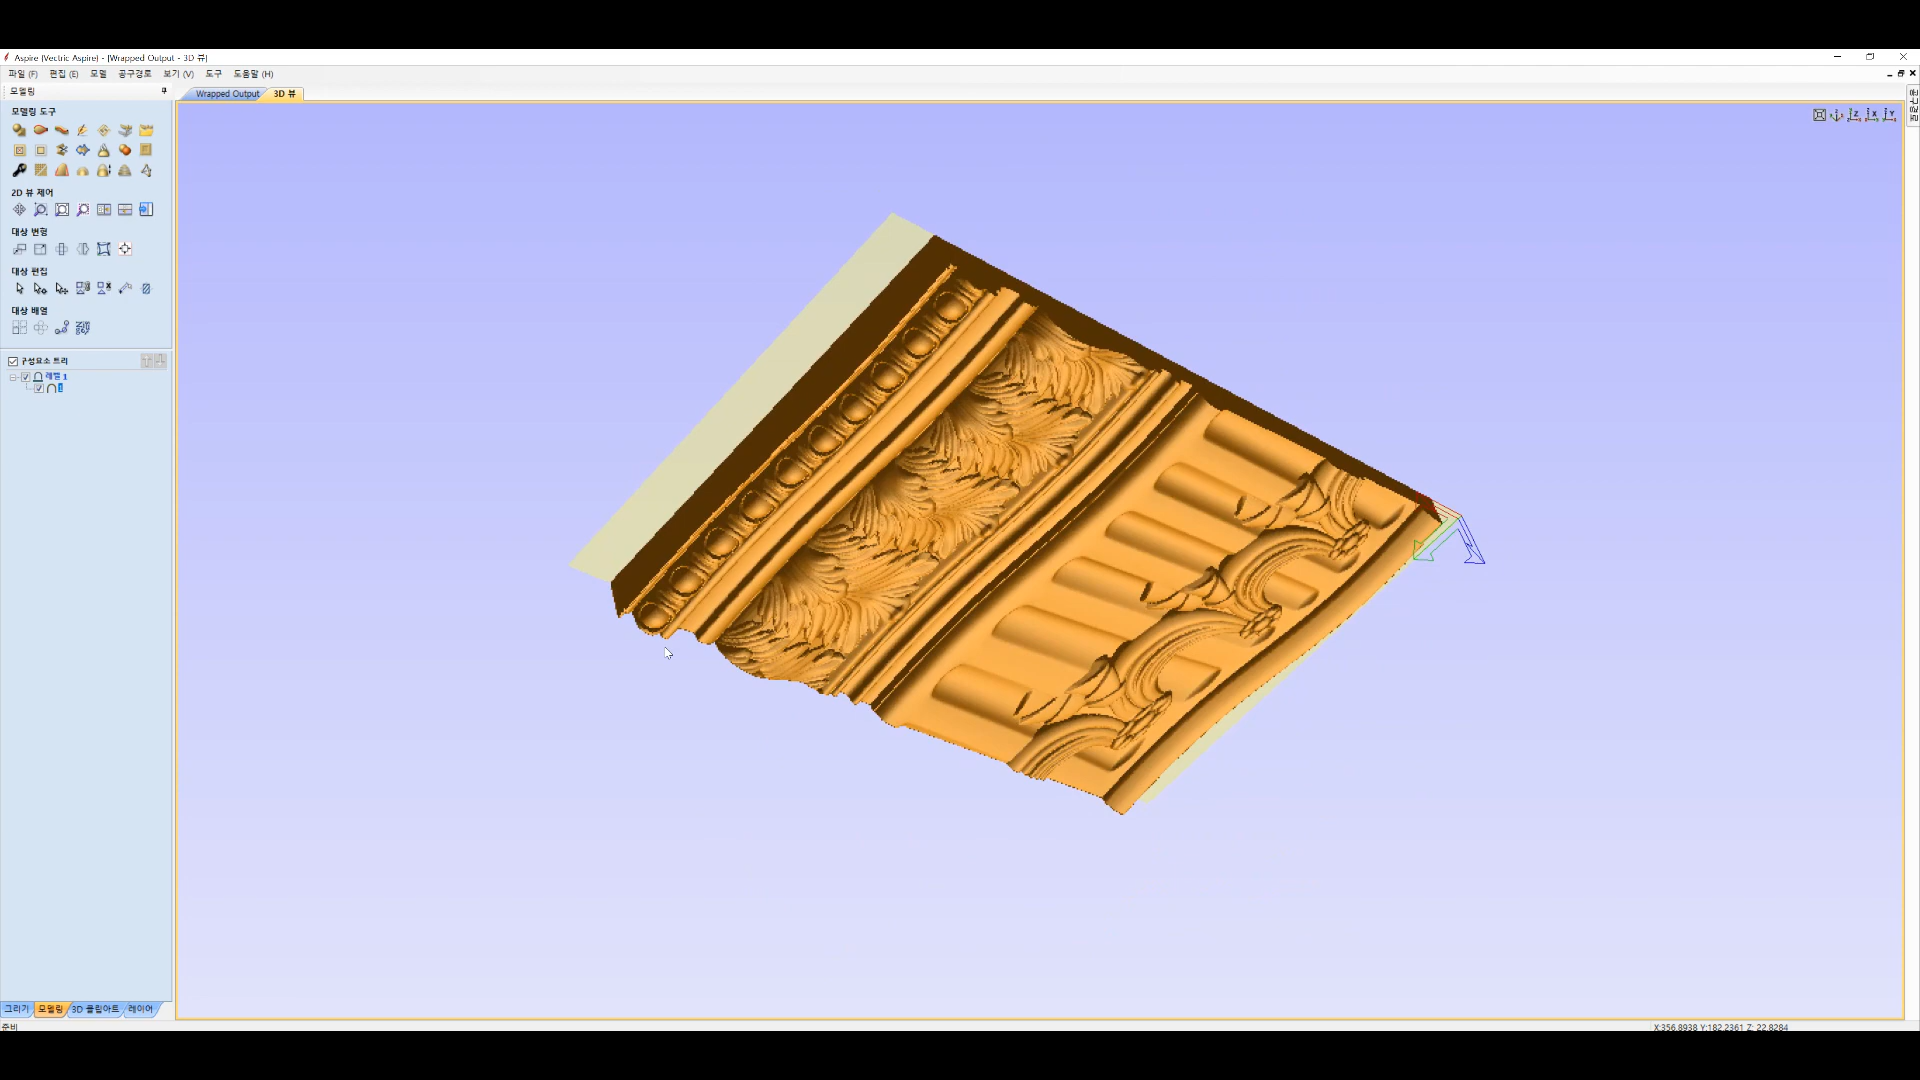 Aspire (Vectric Aspire) - [Wrapped Output - 3D 뷰]
파일 (F) 편집 (E) 모델 공구경로 보기 (V) 도구 도움말 (H)
모델링
Wrapped Output 3D 뷰
모델링 도구
2D 뷰 제어
대상 변형
대상 편집
대상 배열
구성요소 트리
레벨 1
1
그리기 모델링 3D 클립아트 레이어
준비
X:356.8938 Y:182.2361 Z: 22.8284